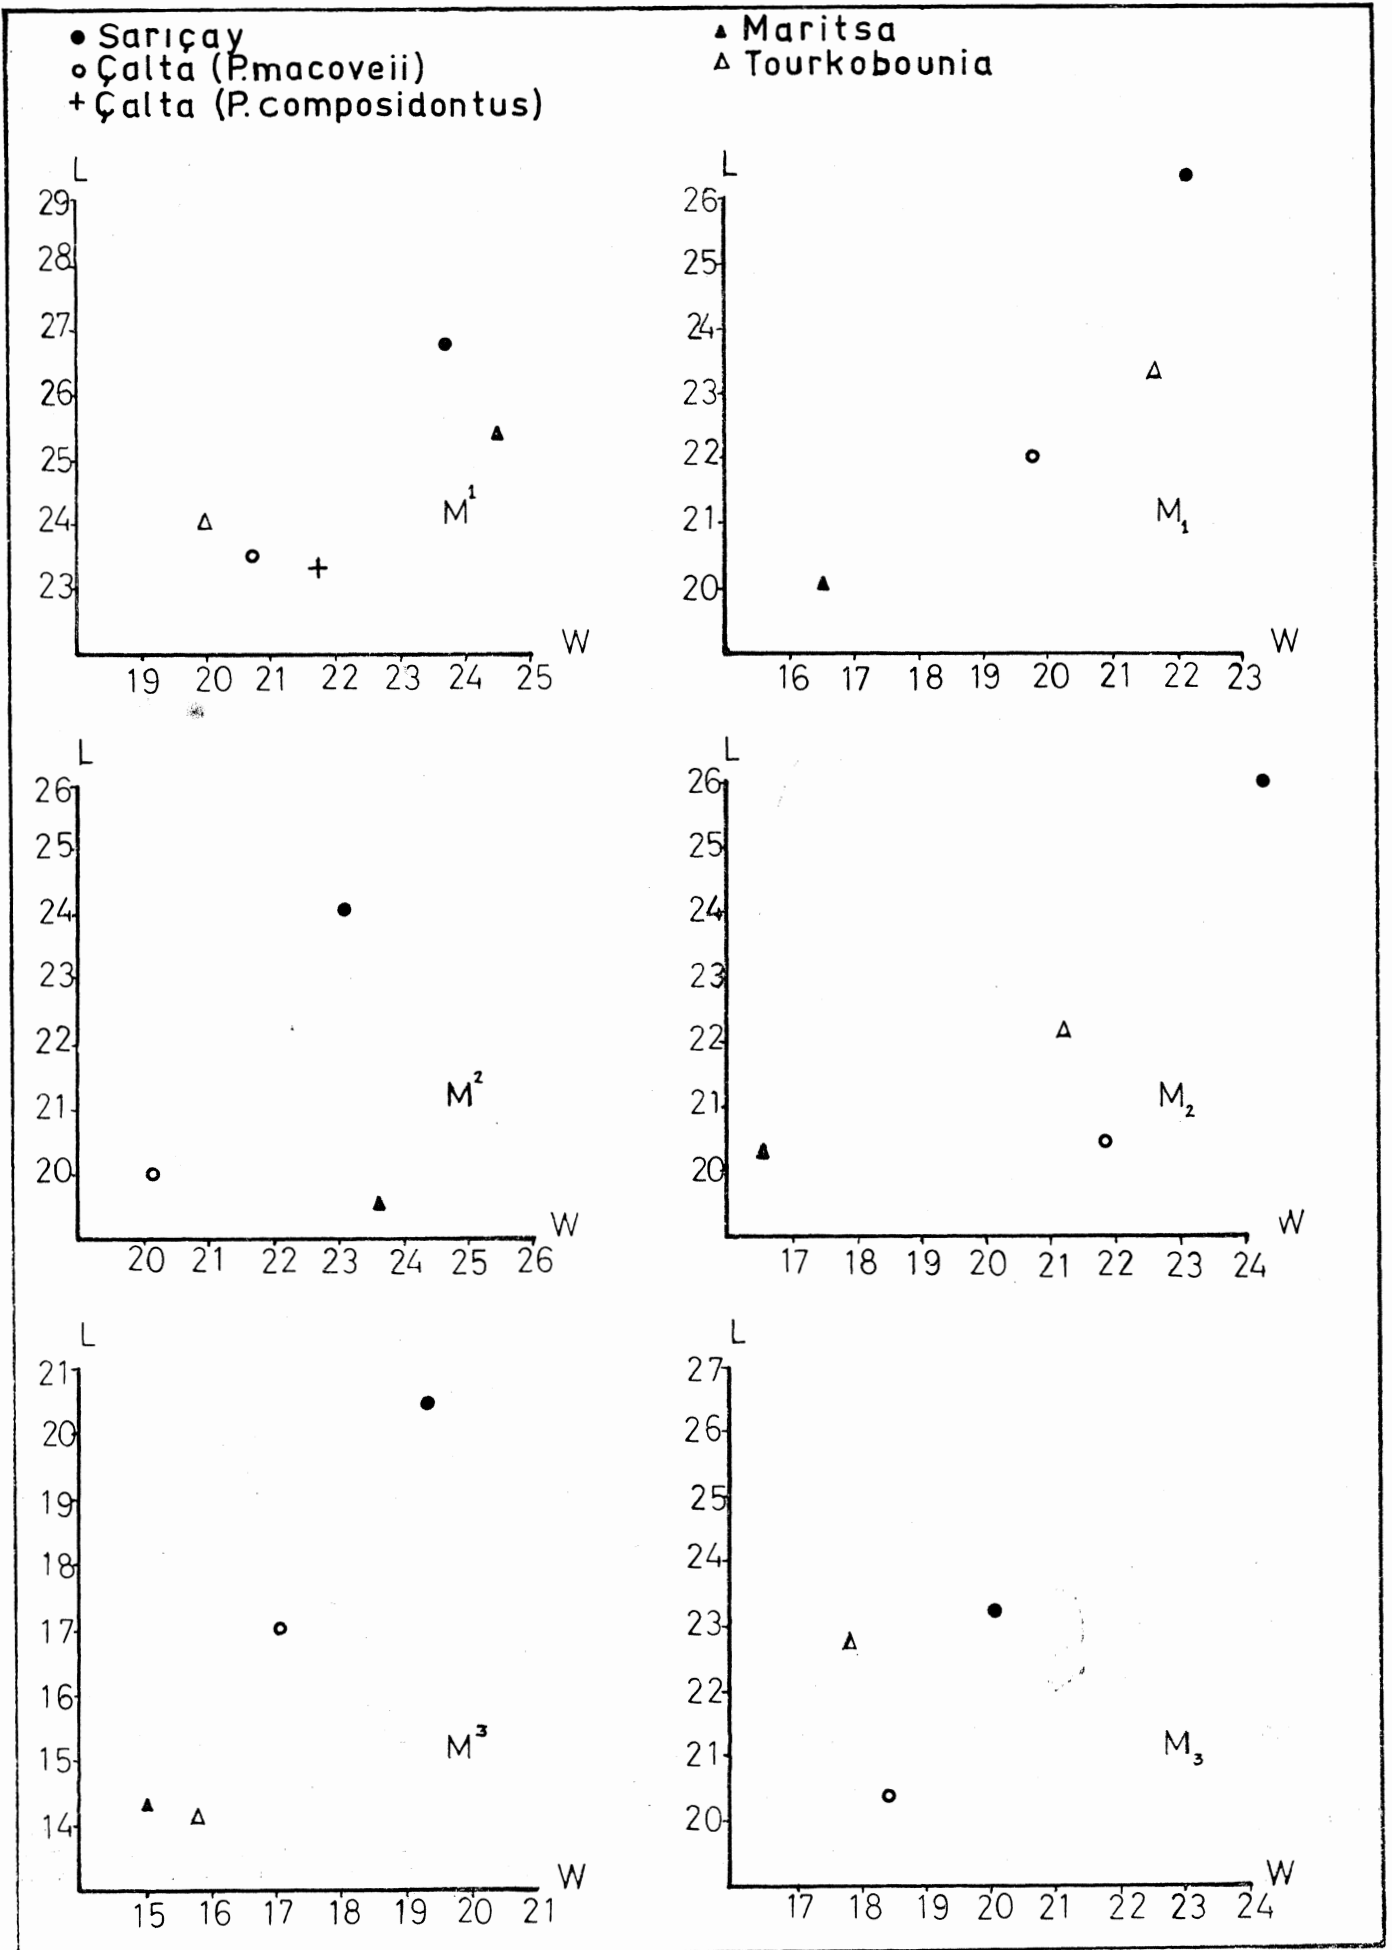 Sarıçay
Çalta (P.macoveii)
Çalta (P.composidontus)
Maritsa
Tourkobounia
L
29
28
27
26
25
24
23
M¹
W
19 20 21 22 23 24 25
L
26
25
24
23
22
21
20
M₁
W
16 17 18 19 20 21 22 23
L
26
25
24
23
22
21
20
M²
W
20 21 22 23 24 25 26
L
26
25
24
23
22
21
20
M₂
W
17 18 19 20 21 22 23 24
L
21
20
19
18
17
16
15
14
M³
W
15 16 17 18 19 20 21
L
27
26
25
24
23
22
21
20
M₃
W
17 18 19 20 21 22 23 24